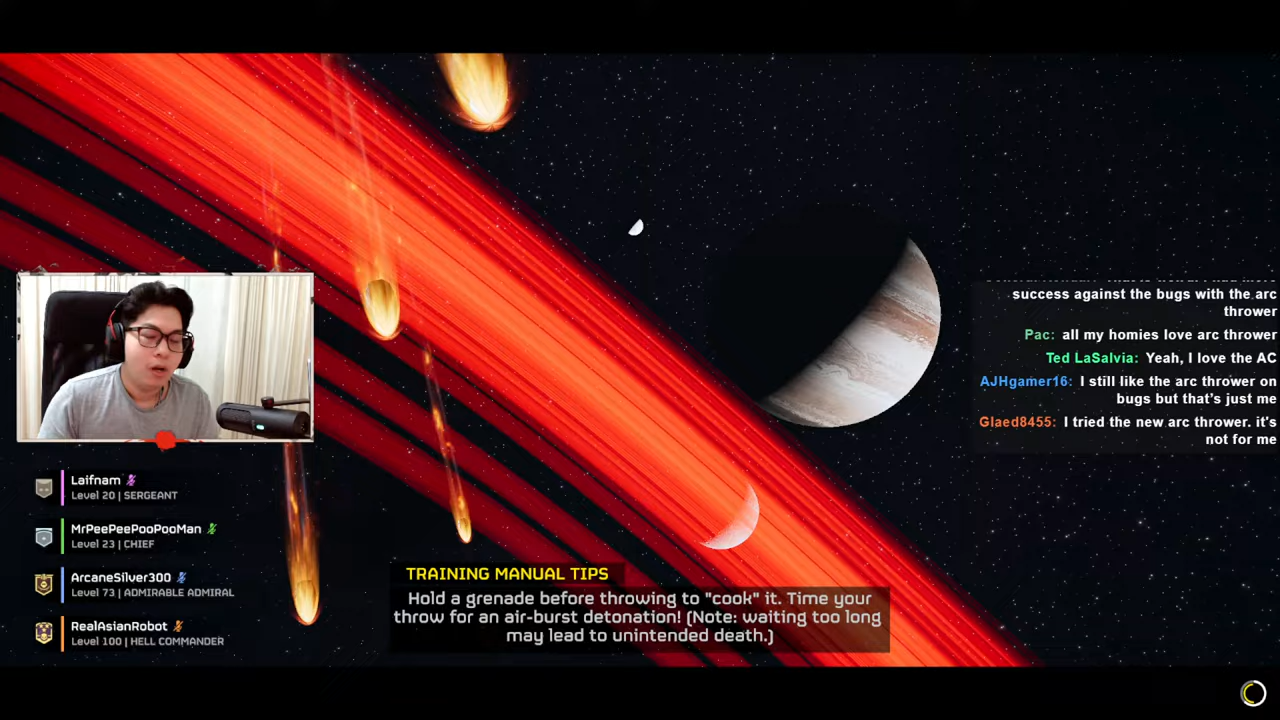 success against the bugs with the arc
thrower
Pac: all my homies love arc thrower
Ted LaSalvia: Yeah, I love the AC
AJHgamer16: I still like the arc thrower on
bugs but that's just me
Glaed8455: I tried the new arc thrower. it's
not for me
Laifnam
Level 20 | SERGEANT
MrPeePeePooPooMan
Level 23 | CHIEF
ArcaneSilver300
Level 73 | ADMIRABLE ADMIRAL
RealAsianRobot
Level 100 | HELL COMMANDER
TRAINING MANUAL TIPS
Hold a grenade before throwing to "cook" it. Time your
throw for an air-burst detonation! (Note: waiting too long
may lead to unintended death.)